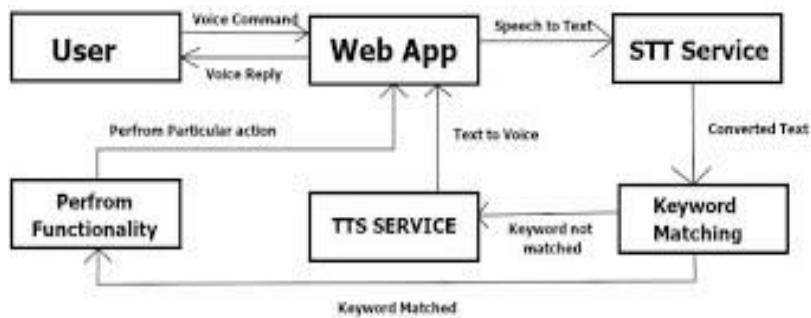 Voice Command
User
Web App
Speech to Text
STT Service
Voice Reply
Perfrom Particular action
Text to Voice
Converted Text
Perfrom
Functionality
TTS SERVICE
Keyword not
matched
Keyword
Matching
Keyword Matched